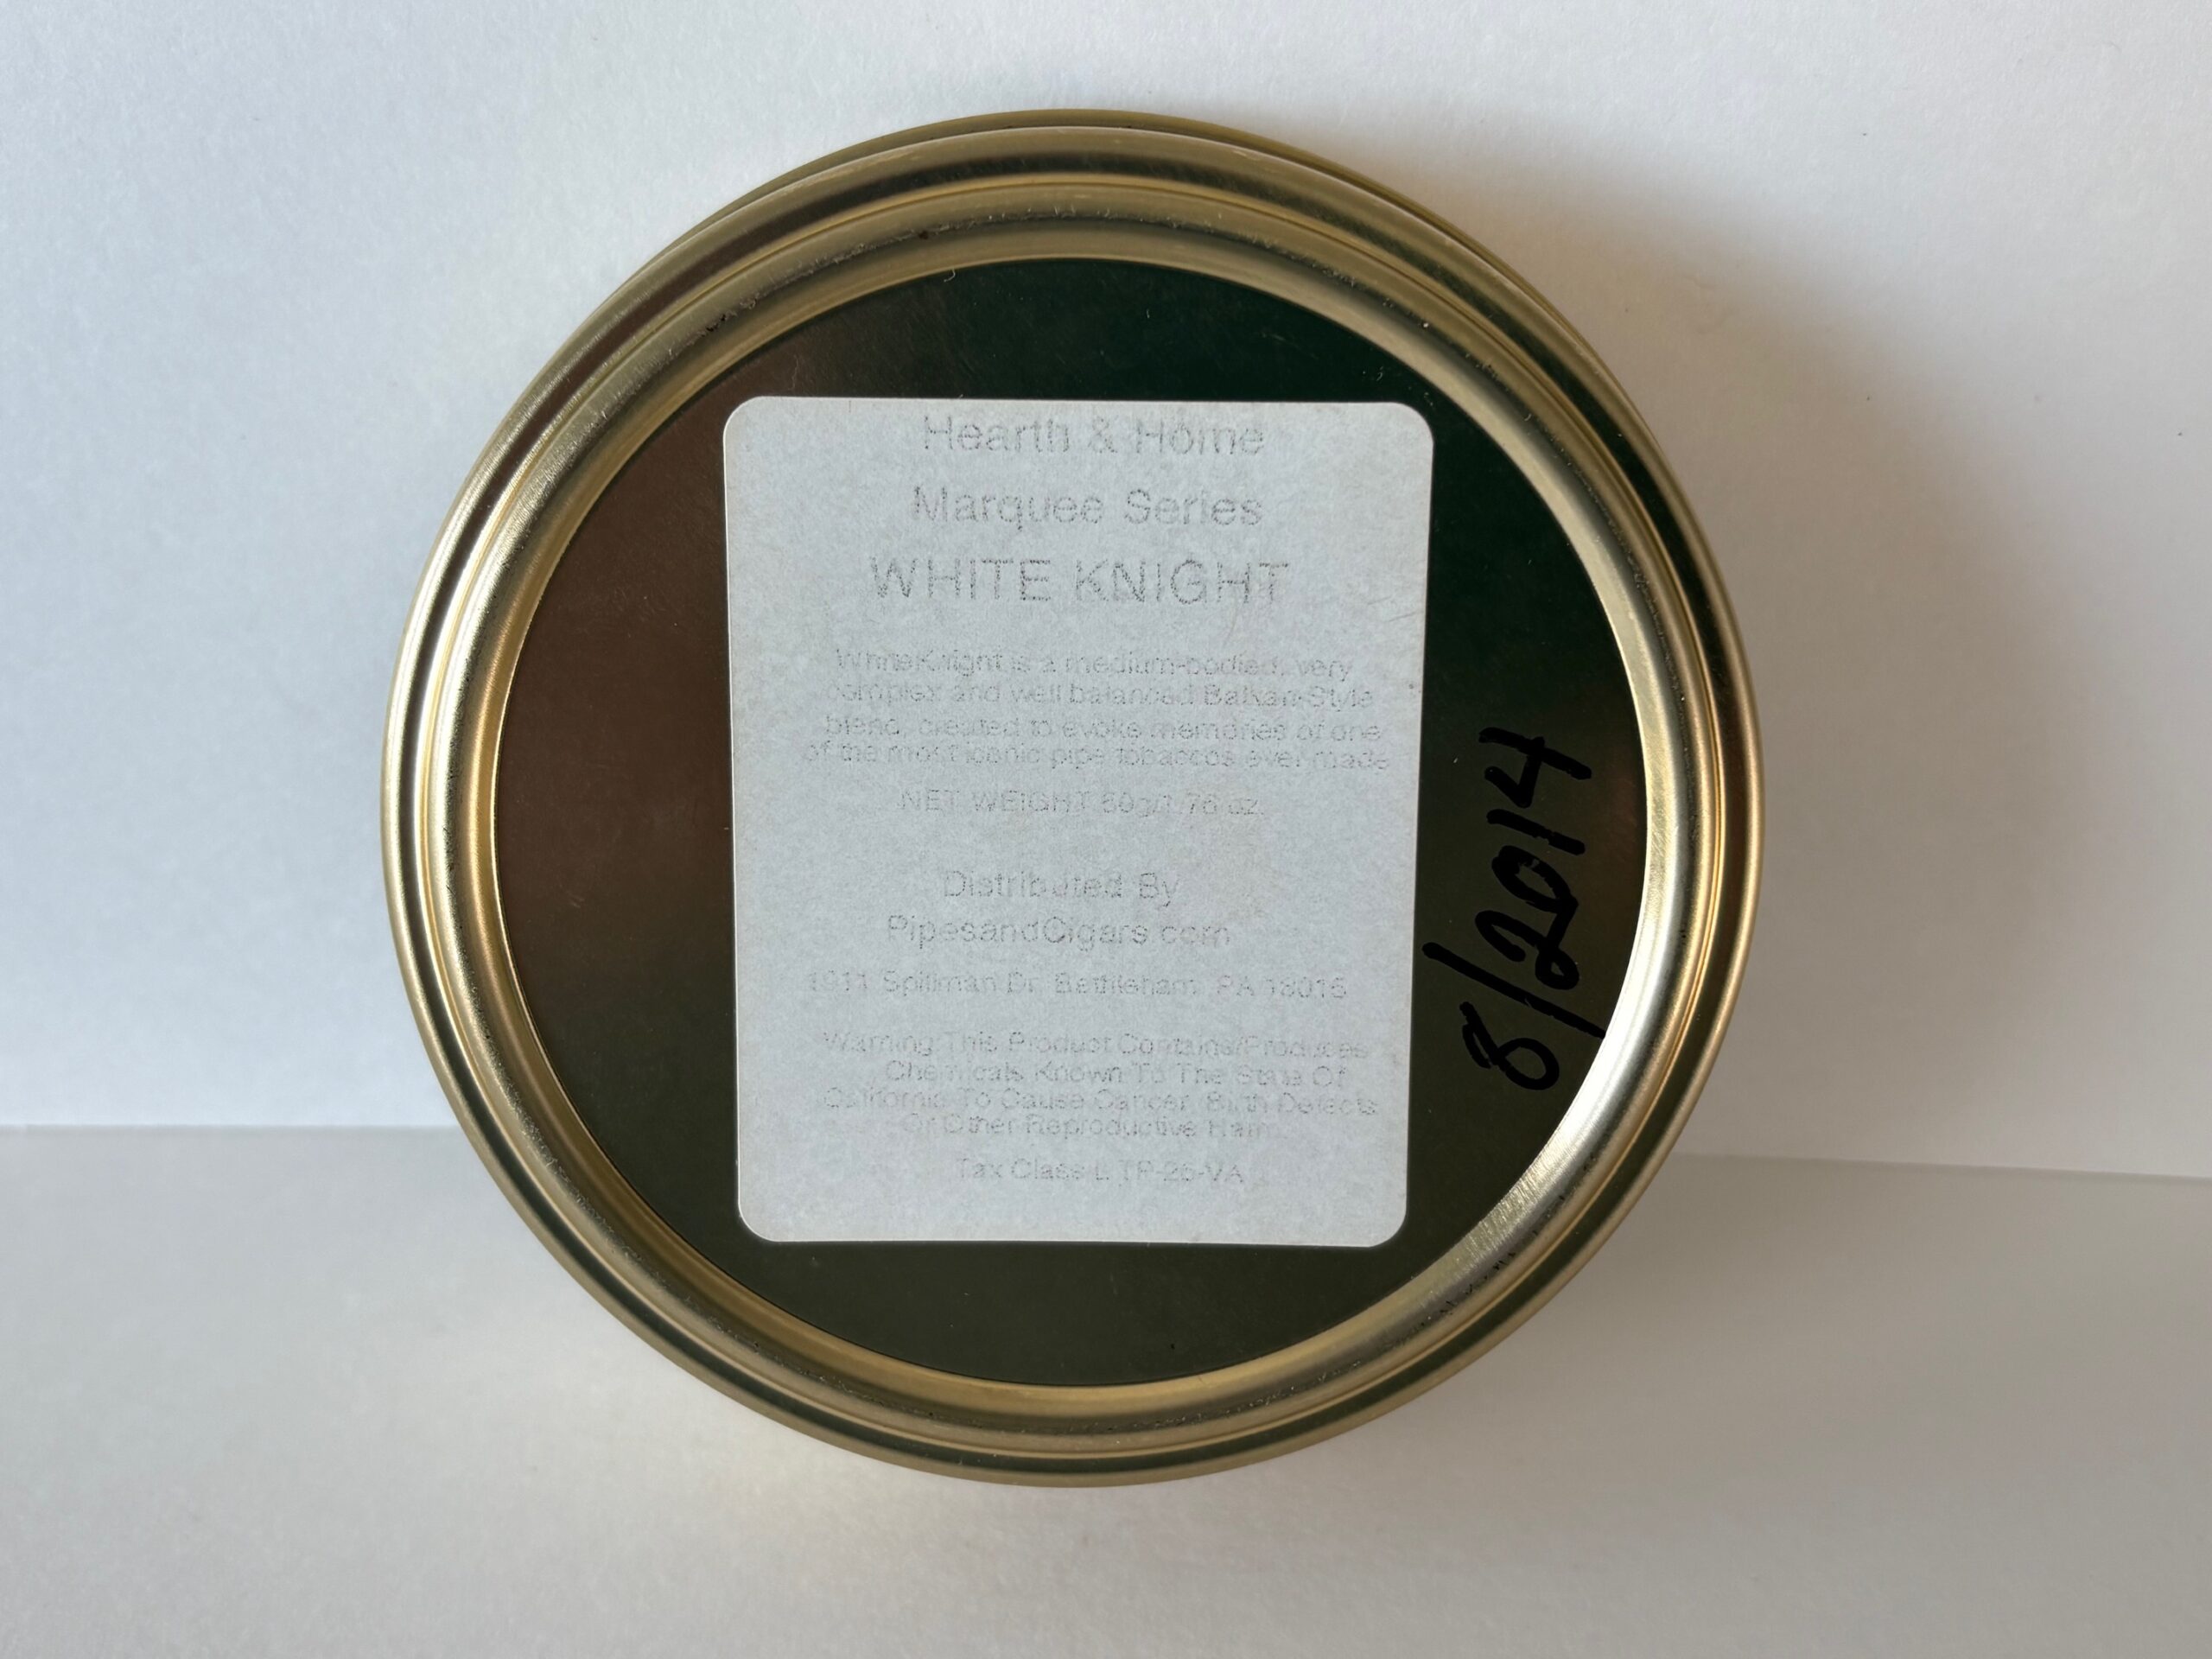 Hearth & Home
Marquee Series
WHITE KNIGHT
WhiteKnight is a medium-bodied, very
complex and well balanced Balkan-Style
blend, created to evoke memories of one
of the most iconic pipe tobaccos ever made
NET WEIGHT 50g/1.76 oz.
Distributed By
PipesandCigars.com
1911 Spillman Dr. Bethlehem, PA 18015
Warning:This Product Contains/Produces
Chemicals Known To The State Of
California To Cause Cancer, Birth Defects
Or Other Reproductive Harm.
Tax Class L TP-26-VA
8/2014